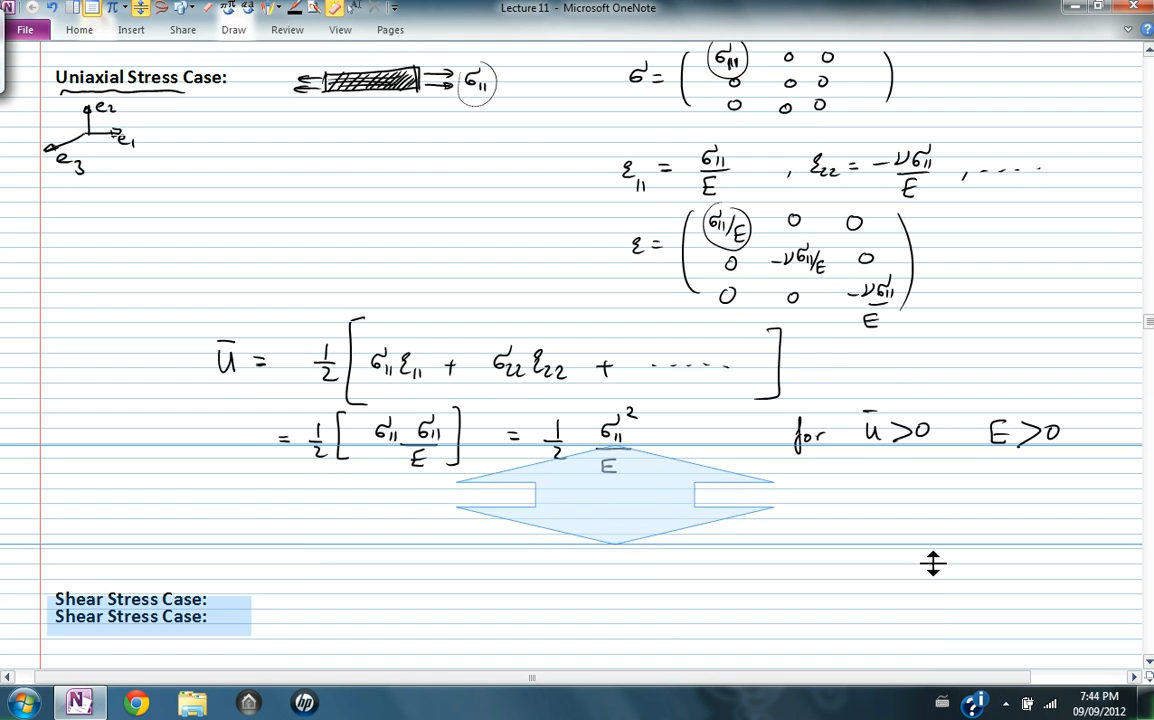 Lecture 11 - Microsoft OneNote
File Home Insert Share Draw Review View Pages
Uniaxial Stress Case:
σ₁₁
σ = ( σ₁₁ 0 0
0 0 0
0 0 0 )
e₂
e₁
e₃
ε₁₁ = σ₁₁/E , ε₂₂ = -νσ₁₁/E , ......
ε = ( σ₁₁/E 0 0
0 -νσ₁₁/E 0
0 0 -νσ₁₁/E )
ū = 1/2 [ σ₁₁ε₁₁ + σ₂₂ε₂₂ + ...... ]
= 1/2 [ σ₁₁ σ₁₁/E ] = 1/2 σ₁₁²/E for ū > 0 E > 0
Shear Stress Case:
Shear Stress Case:
7:44 PM
09/09/2012